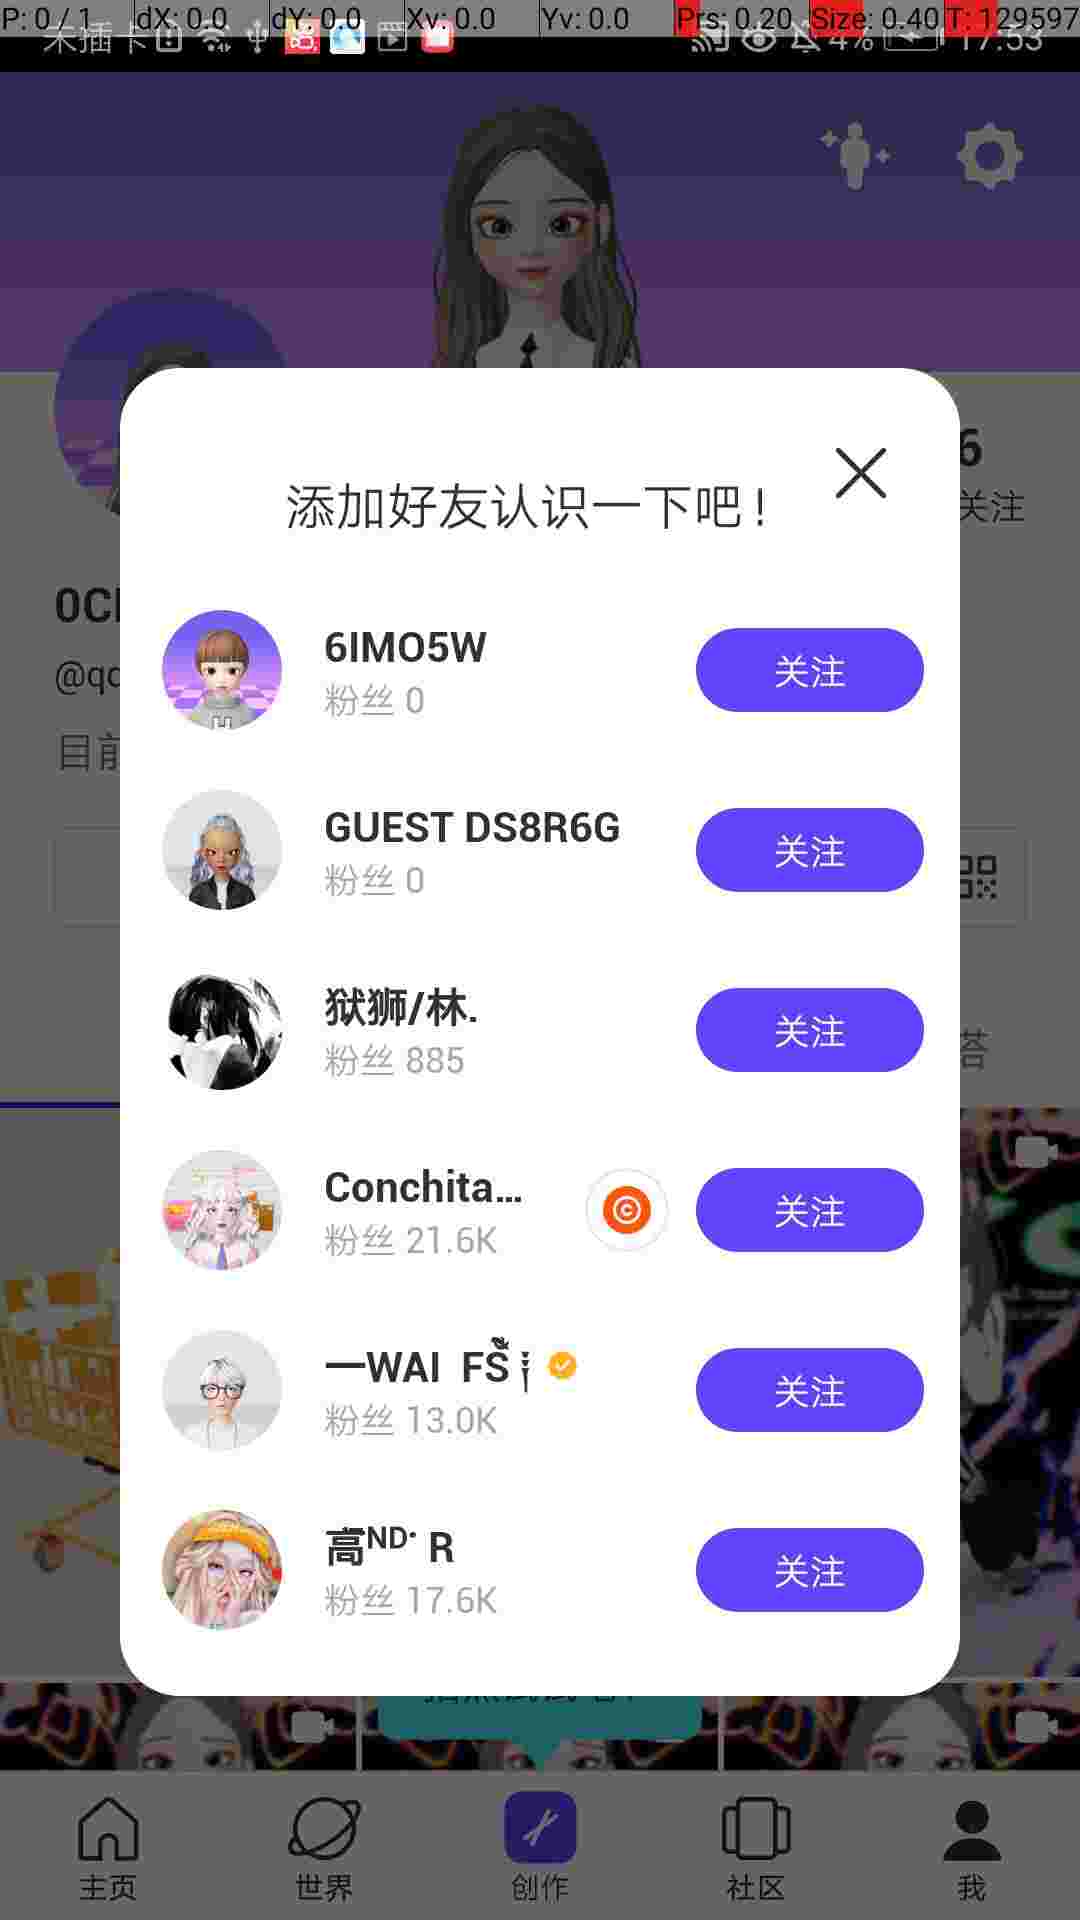 P: 0 / 1 dX: 0.0 dY: 0.0 Xv: 0.0 Yv: 0.0 Prs: 0.20 Size: 0.40 T: 129597
未插卡 4% 17:53
6
关注
添加好友认识一下吧!
6IMO5W
粉丝 0
关注
GUEST DS8R6G
粉丝 0
关注
狱狮/林.
粉丝 885
关注
Conchita...
粉丝 21.6K
关注
一WAI FS
粉丝 13.0K
关注
高ᴺᴰ· R
粉丝 17.6K
关注
@qq
目前
答
主页
世界
创作
社区
我